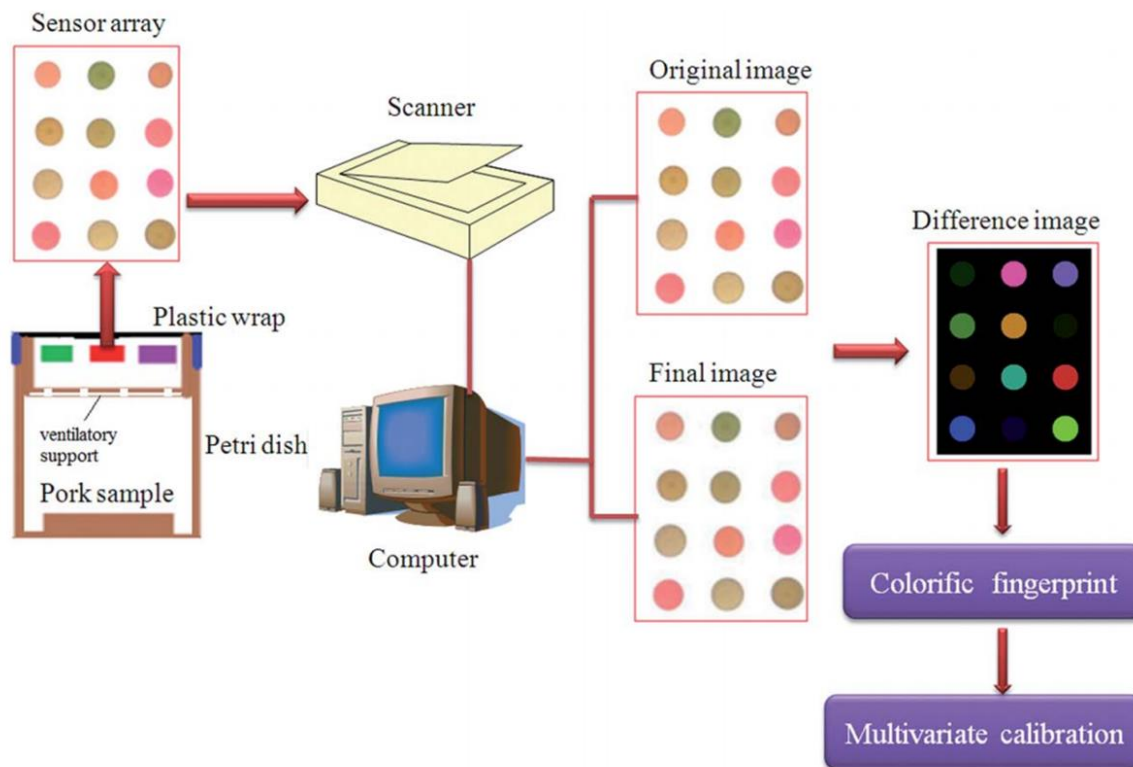 Sensor array
Scanner
Original image
Difference image
Plastic wrap
ventilatory
support
Petri dish
Pork sample
Computer
Final image
Colorific fingerprint
Multivariate calibration